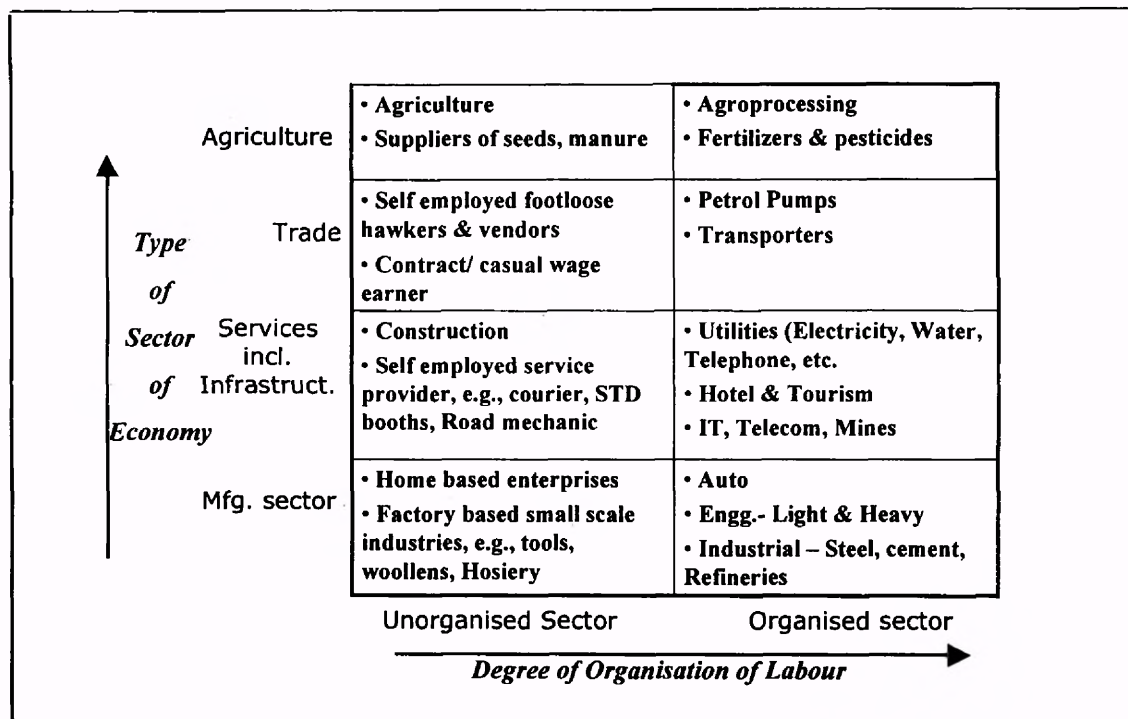 Agriculture
• Agriculture
• Suppliers of seeds, manure
• Agroprocessing
• Fertilizers & pesticides
Trade
• Self employed footloose
hawkers & vendors
• Contract/ casual wage
earner
• Petrol Pumps
• Transporters
Type
of
Sector
of
Economy
Services
incl.
Infrastruct.
• Construction
• Self employed service
provider, e.g., courier, STD
booths, Road mechanic
• Utilities (Electricity, Water,
Telephone, etc.
• Hotel & Tourism
• IT, Telecom, Mines
Mfg. sector
• Home based enterprises
• Factory based small scale
industries, e.g., tools,
woollens, Hosiery
• Auto
• Engg.- Light & Heavy
• Industrial – Steel, cement,
Refineries
Unorganised Sector
Organised sector
Degree of Organisation of Labour